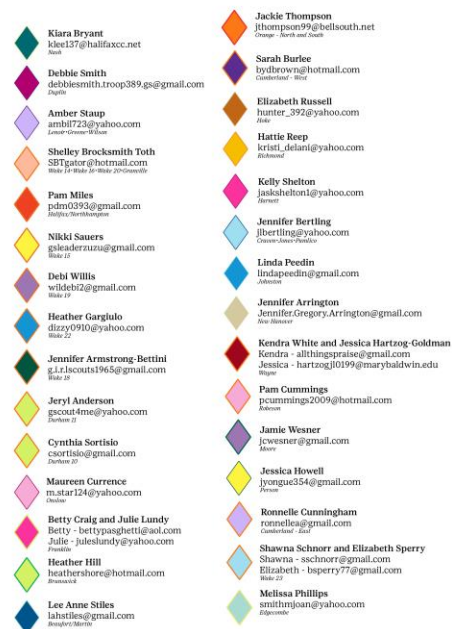 Kiara Bryant
klee137@halifaxcc.net
Nash
Debbie Smith
debbiesmith.troop389.gs@gmail.com
Duplin
Amber Staup
ambil723@yahoo.com
Lenoir•Greene•Wilson
Shelley Brocksmith Toth
SBTgator@hotmail.com
Wake 14•Wake 16•Wake 20•Granville
Pam Miles
pdm0393@gmail.com
Halifax/Northhampton
Nikki Sauers
gsleaderzuzu@gmail.com
Wake 15
Debi Willis
wildebi2@gmail.com
Wake 19
Heather Gargiulo
dizzy0910@yahoo.com
Wake 22
Jennifer Armstrong-Bettini
g.i.r.lscouts1965@gmail.com
Wake 18
Jeryl Anderson
gscout4me@yahoo.com
Durham 11
Cynthia Sortisio
csortisio@gmail.com
Durham 10
Maureen Currence
m.star124@yahoo.com
Onslow
Betty Craig and Julie Lundy
Betty - bettypasghetti@aol.com
Julie - juleslundy@yahoo.com
Franklin
Heather Hill
heathershore@hotmail.com
Brunswick
Lee Anne Stiles
lahstiles@gmail.com
Beaufort/Martin
Jackie Thompson
jthompson99@bellsouth.net
Orange - North and South
Sarah Burlee
bydbrown@hotmail.com
Cumberland - West
Elizabeth Russell
hunter_392@yahoo.com
Hoke
Hattie Reep
kristi_delani@yahoo.com
Richmond
Kelly Shelton
jaskshelton1@yahoo.com
Harnett
Jennifer Bertling
jlbertling@yahoo.com
Craven•Jones•Pamlico
Linda Peedin
lindapeedin@gmail.com
Johnston
Jennifer Arrington
Jennifer.Gregory.Arrington@gmail.com
New Hanover
Kendra White and Jessica Hartzog-Goldman
Kendra - allthingspraise@gmail.com
Jessica - hartzogjl0199@marybaldwin.edu
Wayne
Pam Cummings
pcummings2009@hotmail.com
Robeson
Jamie Wesner
jcwesner@gmail.com
Moore
Jessica Howell
jyongue354@gmail.com
Person
Ronnelle Cunningham
ronnellea@gmail.com
Cumberland - East
Shawna Schnorr and Elizabeth Sperry
Shawna - sschnorr@gmail.com
Elizabeth - bsperry77@gmail.com
Wake 23
Melissa Phillips
smithmjoan@yahoo.com
Edgecombe